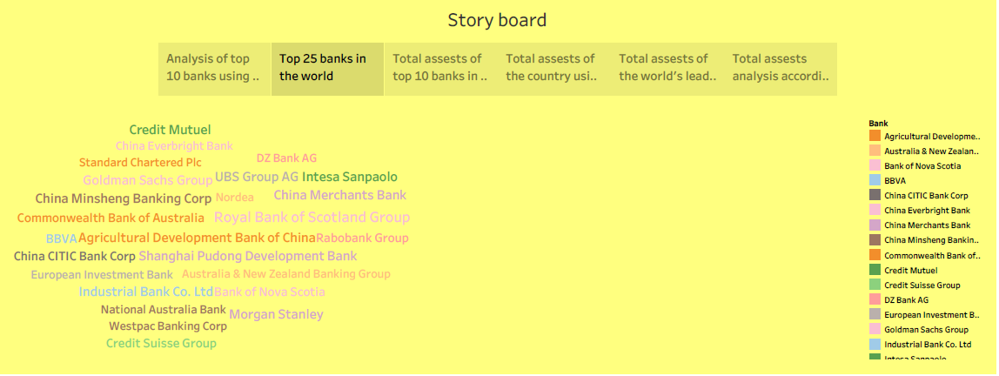 Story board
Analysis of top
10 banks using ..
Top 25 banks in
the world
Total assests of
top 10 banks in ..
Total assests of
the country usi..
Total assests of
the world's lead..
Total assests
analysis accordi..
Credit Mutuel
China Everbright Bank
Standard Chartered Plc
DZ Bank AG
Goldman Sachs Group
UBS Group AG
Intesa Sanpaolo
China Minsheng Banking Corp
Nordea
China Merchants Bank
Commonwealth Bank of Australia
Royal Bank of Scotland Group
BBVA
Agricultural Development Bank of China
Rabobank Group
China CITIC Bank Corp
Shanghai Pudong Development Bank
European Investment Bank
Australia & New Zealand Banking Group
Industrial Bank Co. Ltd
Bank of Nova Scotia
National Australia Bank
Morgan Stanley
Westpac Banking Corp
Credit Suisse Group
Bank
Agricultural Developme..
Australia & New Zealan..
Bank of Nova Scotia
BBVA
China CITIC Bank Corp
China Everbright Bank
China Merchants Bank
China Minsheng Bankin..
Commonwealth Bank of..
Credit Mutuel
Credit Suisse Group
DZ Bank AG
European Investment B..
Goldman Sachs Group
Industrial Bank Co. Ltd
Intesa Sanpaolo